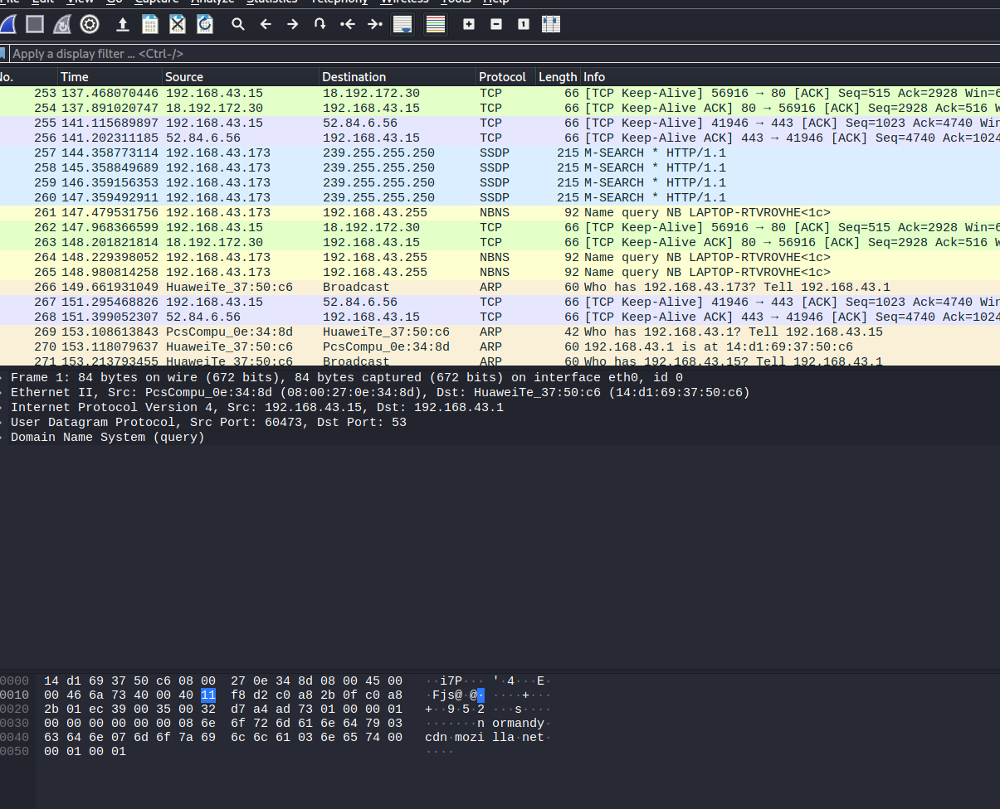 File Edit View Go Capture Analyze Statistics Telephony Wireless Tools Help
Apply a display filter ... <Ctrl-/>
No. Time Source Destination Protocol Length Info
253 137.468070446 192.168.43.15 18.192.172.30 TCP 66 [TCP Keep-Alive] 56916 → 80 [ACK] Seq=515 Ack=2928 Win=6
254 137.891020747 18.192.172.30 192.168.43.15 TCP 66 [TCP Keep-Alive ACK] 80 → 56916 [ACK] Seq=2928 Ack=516 W
255 141.115689897 192.168.43.15 52.84.6.56 TCP 66 [TCP Keep-Alive] 41946 → 443 [ACK] Seq=1023 Ack=4740 Win
256 141.202311185 52.84.6.56 192.168.43.15 TCP 66 [TCP Keep-Alive ACK] 443 → 41946 [ACK] Seq=4740 Ack=1024
257 144.358773114 192.168.43.173 239.255.255.250 SSDP 215 M-SEARCH * HTTP/1.1
258 145.358849689 192.168.43.173 239.255.255.250 SSDP 215 M-SEARCH * HTTP/1.1
259 146.359156353 192.168.43.173 239.255.255.250 SSDP 215 M-SEARCH * HTTP/1.1
260 147.359492911 192.168.43.173 239.255.255.250 SSDP 215 M-SEARCH * HTTP/1.1
261 147.479531756 192.168.43.173 192.168.43.255 NBNS 92 Name query NB LAPTOP-RTVROVHE<1c>
262 147.968366599 192.168.43.15 18.192.172.30 TCP 66 [TCP Keep-Alive] 56916 → 80 [ACK] Seq=515 Ack=2928 Win=6
263 148.201821814 18.192.172.30 192.168.43.15 TCP 66 [TCP Keep-Alive ACK] 80 → 56916 [ACK] Seq=2928 Ack=516 W
264 148.229398052 192.168.43.173 192.168.43.255 NBNS 92 Name query NB LAPTOP-RTVROVHE<1c>
265 148.980814258 192.168.43.173 192.168.43.255 NBNS 92 Name query NB LAPTOP-RTVROVHE<1c>
266 149.661931049 HuaweiTe_37:50:c6 Broadcast ARP 60 Who has 192.168.43.173? Tell 192.168.43.1
267 151.295468826 192.168.43.15 52.84.6.56 TCP 66 [TCP Keep-Alive] 41946 → 443 [ACK] Seq=1023 Ack=4740 Win
268 151.399052307 52.84.6.56 192.168.43.15 TCP 66 [TCP Keep-Alive ACK] 443 → 41946 [ACK] Seq=4740 Ack=1024
269 153.108613843 PcsCompu_0e:34:8d HuaweiTe_37:50:c6 ARP 42 Who has 192.168.43.1? Tell 192.168.43.15
270 153.118079637 HuaweiTe_37:50:c6 PcsCompu_0e:34:8d ARP 60 192.168.43.1 is at 14:d1:69:37:50:c6
271 153.213793455 HuaweiTe_37:50:c6 Broadcast ARP 60 Who has 192.168.43.15? Tell 192.168.43.1
Frame 1: 84 bytes on wire (672 bits), 84 bytes captured (672 bits) on interface eth0, id 0
Ethernet II, Src: PcsCompu_0e:34:8d (08:00:27:0e:34:8d), Dst: HuaweiTe_37:50:c6 (14:d1:69:37:50:c6)
Internet Protocol Version 4, Src: 192.168.43.15, Dst: 192.168.43.1
User Datagram Protocol, Src Port: 60473, Dst Port: 53
Domain Name System (query)
0000 14 d1 69 37 50 c6 08 00 27 0e 34 8d 08 00 45 00 ··i7P··· '·4···E·
0010 00 46 6a 73 40 00 40 11 f8 d2 c0 a8 2b 0f c0 a8 ·Fjs@·@· ····+···
0020 2b 01 ec 39 00 35 00 32 d7 a4 ad 73 01 00 00 01 +··9·5·2 ···s····
0030 00 00 00 00 00 00 08 6e 6f 72 6d 61 6e 64 79 03 ·······n ormandy·
0040 63 64 6e 07 6d 6f 7a 69 6c 6c 61 03 6e 65 74 00 cdn·mozi lla·net·
0050 00 01 00 01 ····